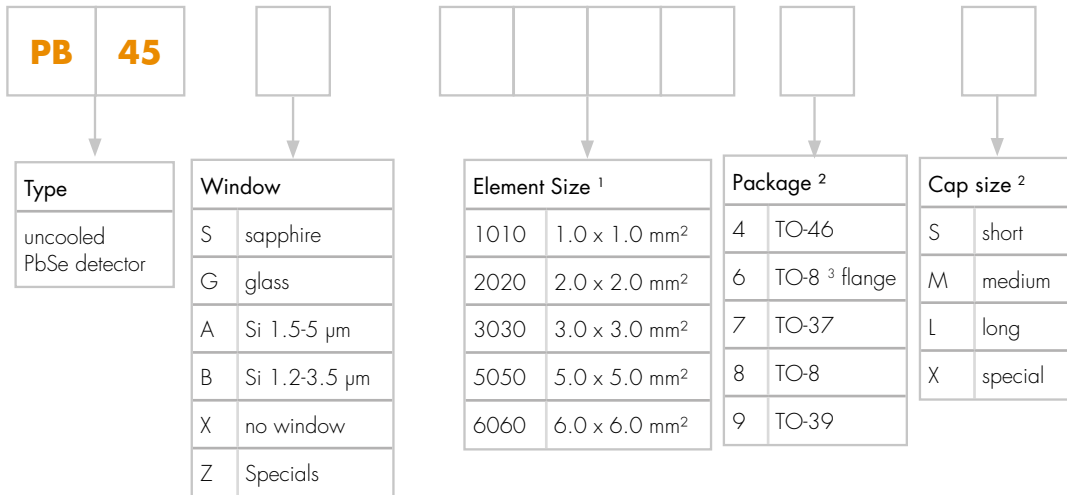 PB 45
Type
uncooled
PbSe detector
Window
S sapphire
G glass
A Si 1.5-5 µm
B Si 1.2-3.5 µm
X no window
Z Specials
Element Size ¹
1010 1.0 x 1.0 mm²
2020 2.0 x 2.0 mm²
3030 3.0 x 3.0 mm²
5050 5.0 x 5.0 mm²
6060 6.0 x 6.0 mm²
Package ²
4 TO-46
6 TO-8 ³ flange
7 TO-37
8 TO-8
9 TO-39
Cap size ²
S short
M medium
L long
X special